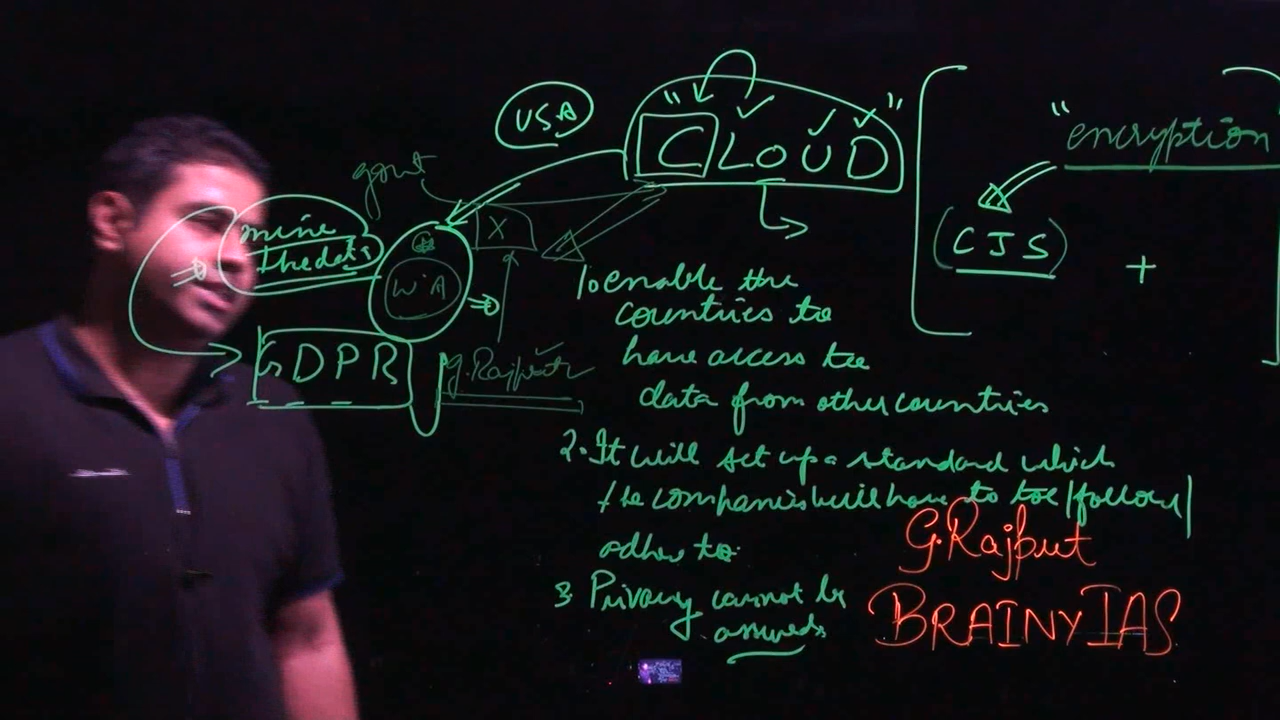 USA
" CLOUD "
"encryption
govt
mine
the data
X
(CJS)
+
W A
GDPR
G. Rajput
1. enable the
countries to
have access to
data from other countries
2. It will set up a standard which
the companies will have to toe/follow/
adhere to
3 Privacy cannot be
assured
G. Rajput
BRAINYIAS